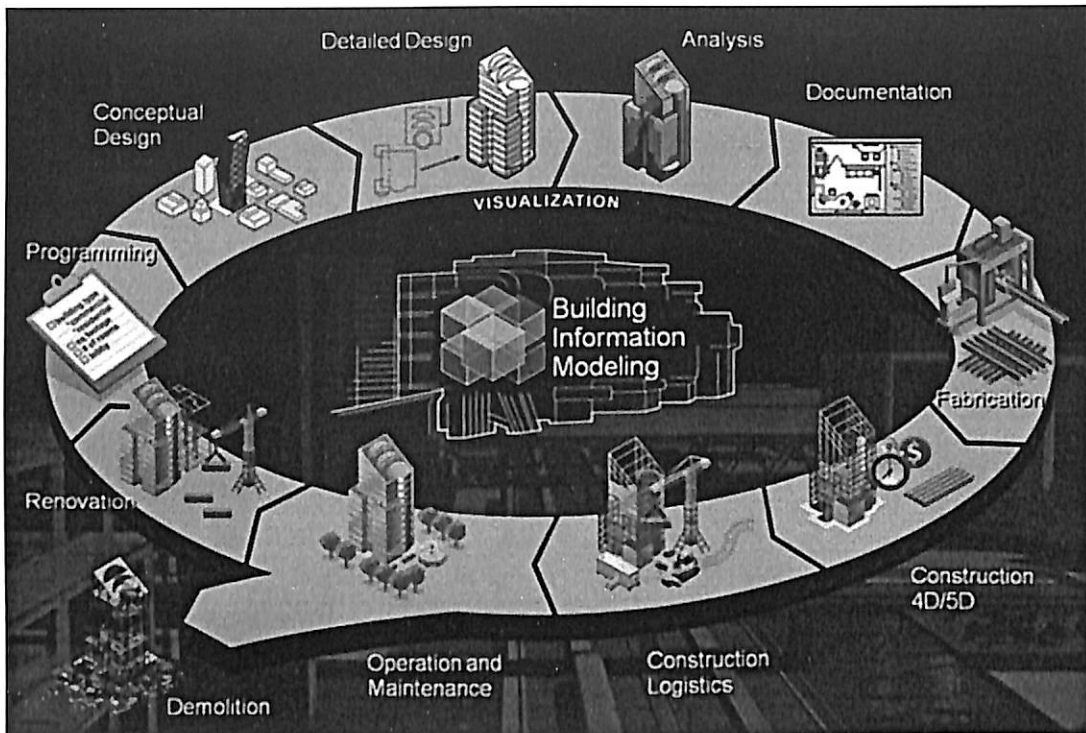 Detailed Design
Analysis
Documentation
Conceptual
Design
VISUALIZATION
Programming
Building
Information
Modeling
Fabrication
Renovation
Construction
4D/5D
Operation and
Maintenance
Construction
Logistics
Demolition
$